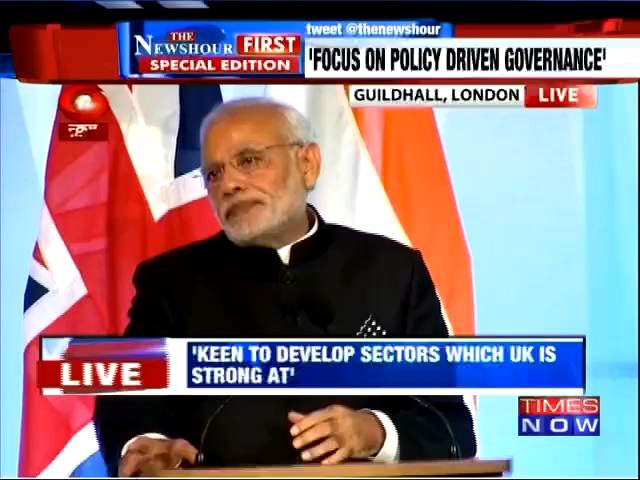 tweet @thenewshour
THE
NEWSHOUR FIRST
SPECIAL EDITION
'FOCUS ON POLICY DRIVEN GOVERNANCE'
GUILDHALL, LONDON LIVE
LIVE
'KEEN TO DEVELOP SECTORS WHICH UK IS
STRONG AT'
TIMES
NOW